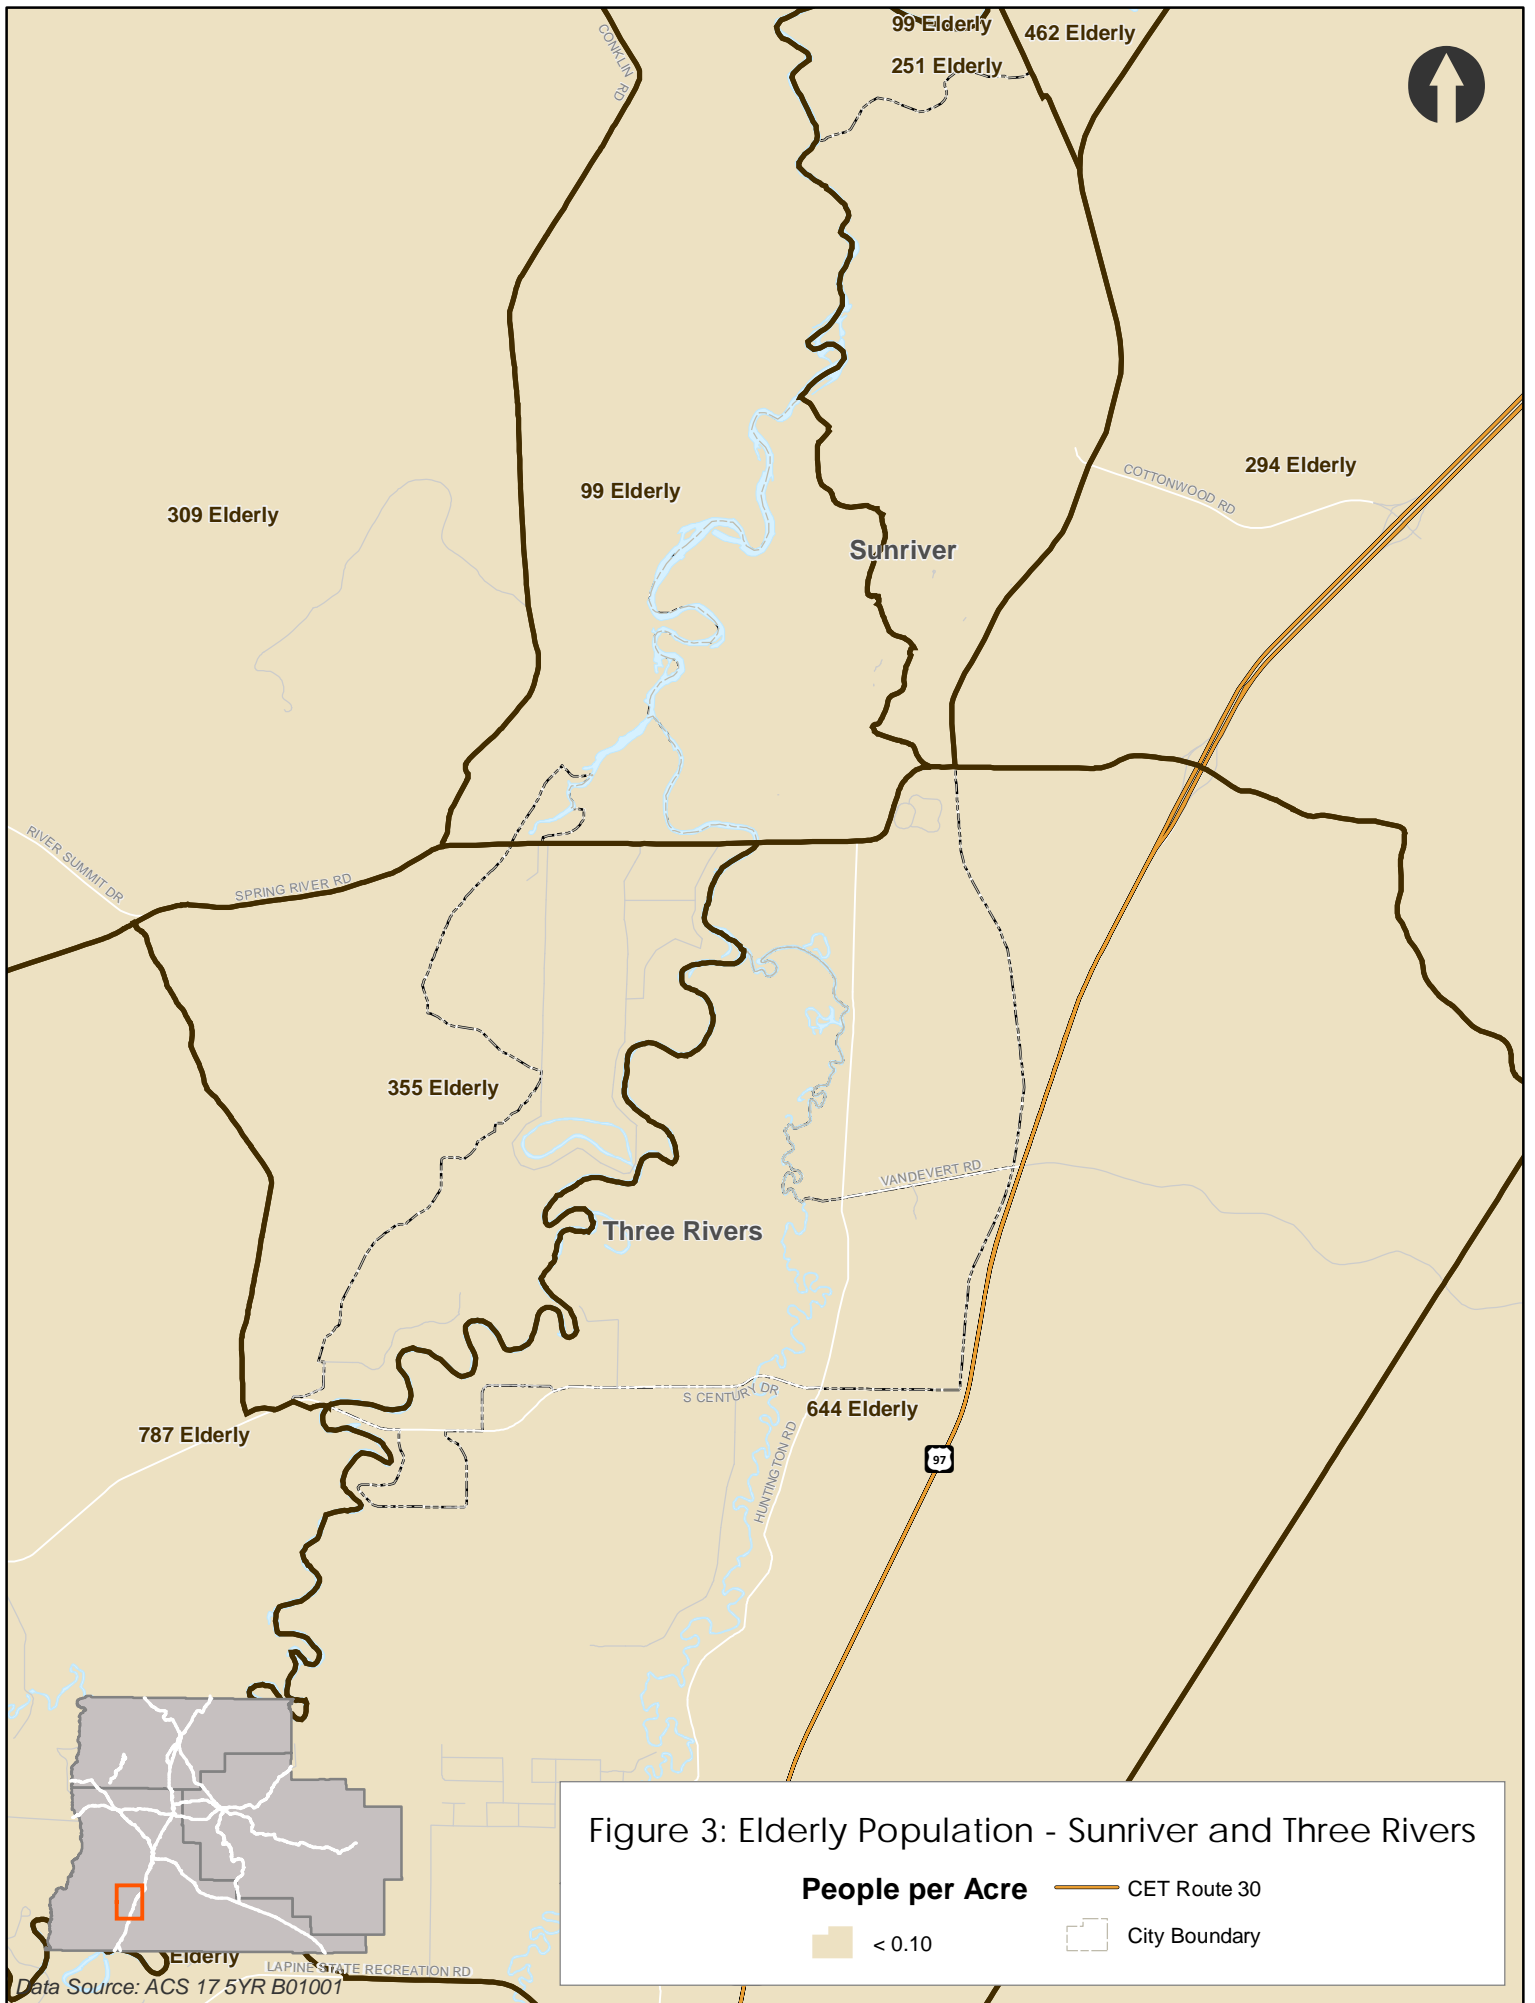 99 Elderly
462 Elderly
251 Elderly
CONKLIN RD
294 Elderly
COTTONWOOD RD
99 Elderly
309 Elderly
Sunriver
RIVER SUMMIT DR
SPRING RIVER RD
355 Elderly
VANDEVERT RD
Three Rivers
S CENTURY DR
644 Elderly
787 Elderly
97
HUNTINGTON RD
Figure 3: Elderly Population - Sunriver and Three Rivers
People per Acre
CET Route 30
< 0.10
City Boundary
Elderly
LAPINE STATE RECREATION RD
Data Source: ACS 17 5YR B01001